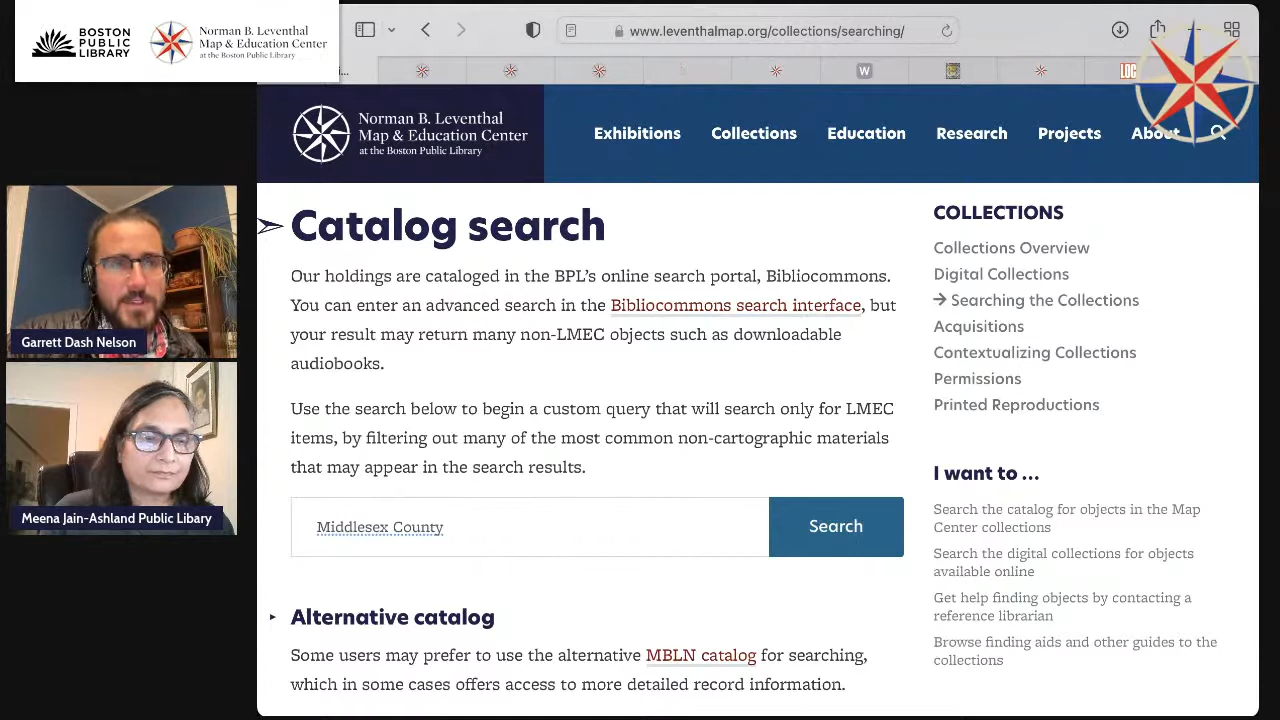 BOSTON
PUBLIC
LIBRARY
Norman B. Leventhal
Map & Education Center
at the Boston Public Library
www.leventhalmap.org/collections/searching/
W
LOC
Norman B. Leventhal
Map & Education Center
at the Boston Public Library
Exhibitions
Collections
Education
Research
Projects
About
Catalog search
Our holdings are cataloged in the BPL’s online search portal, Bibliocommons.
You can enter an advanced search in the Bibliocommons search interface, but
your result may return many non-LMEC objects such as downloadable
audiobooks.
Use the search below to begin a custom query that will search only for LMEC
items, by filtering out many of the most common non-cartographic materials
that may appear in the search results.
Middlesex County
Search
Alternative catalog
Some users may prefer to use the alternative MBLN catalog for searching,
which in some cases offers access to more detailed record information.
COLLECTIONS
Collections Overview
Digital Collections
Searching the Collections
Acquisitions
Contextualizing Collections
Permissions
Printed Reproductions
I want to ...
Search the catalog for objects in the Map
Center collections
Search the digital collections for objects
available online
Get help finding objects by contacting a
reference librarian
Browse finding aids and other guides to the
collections
Garrett Dash Nelson
Meena Jain-Ashland Public Libary